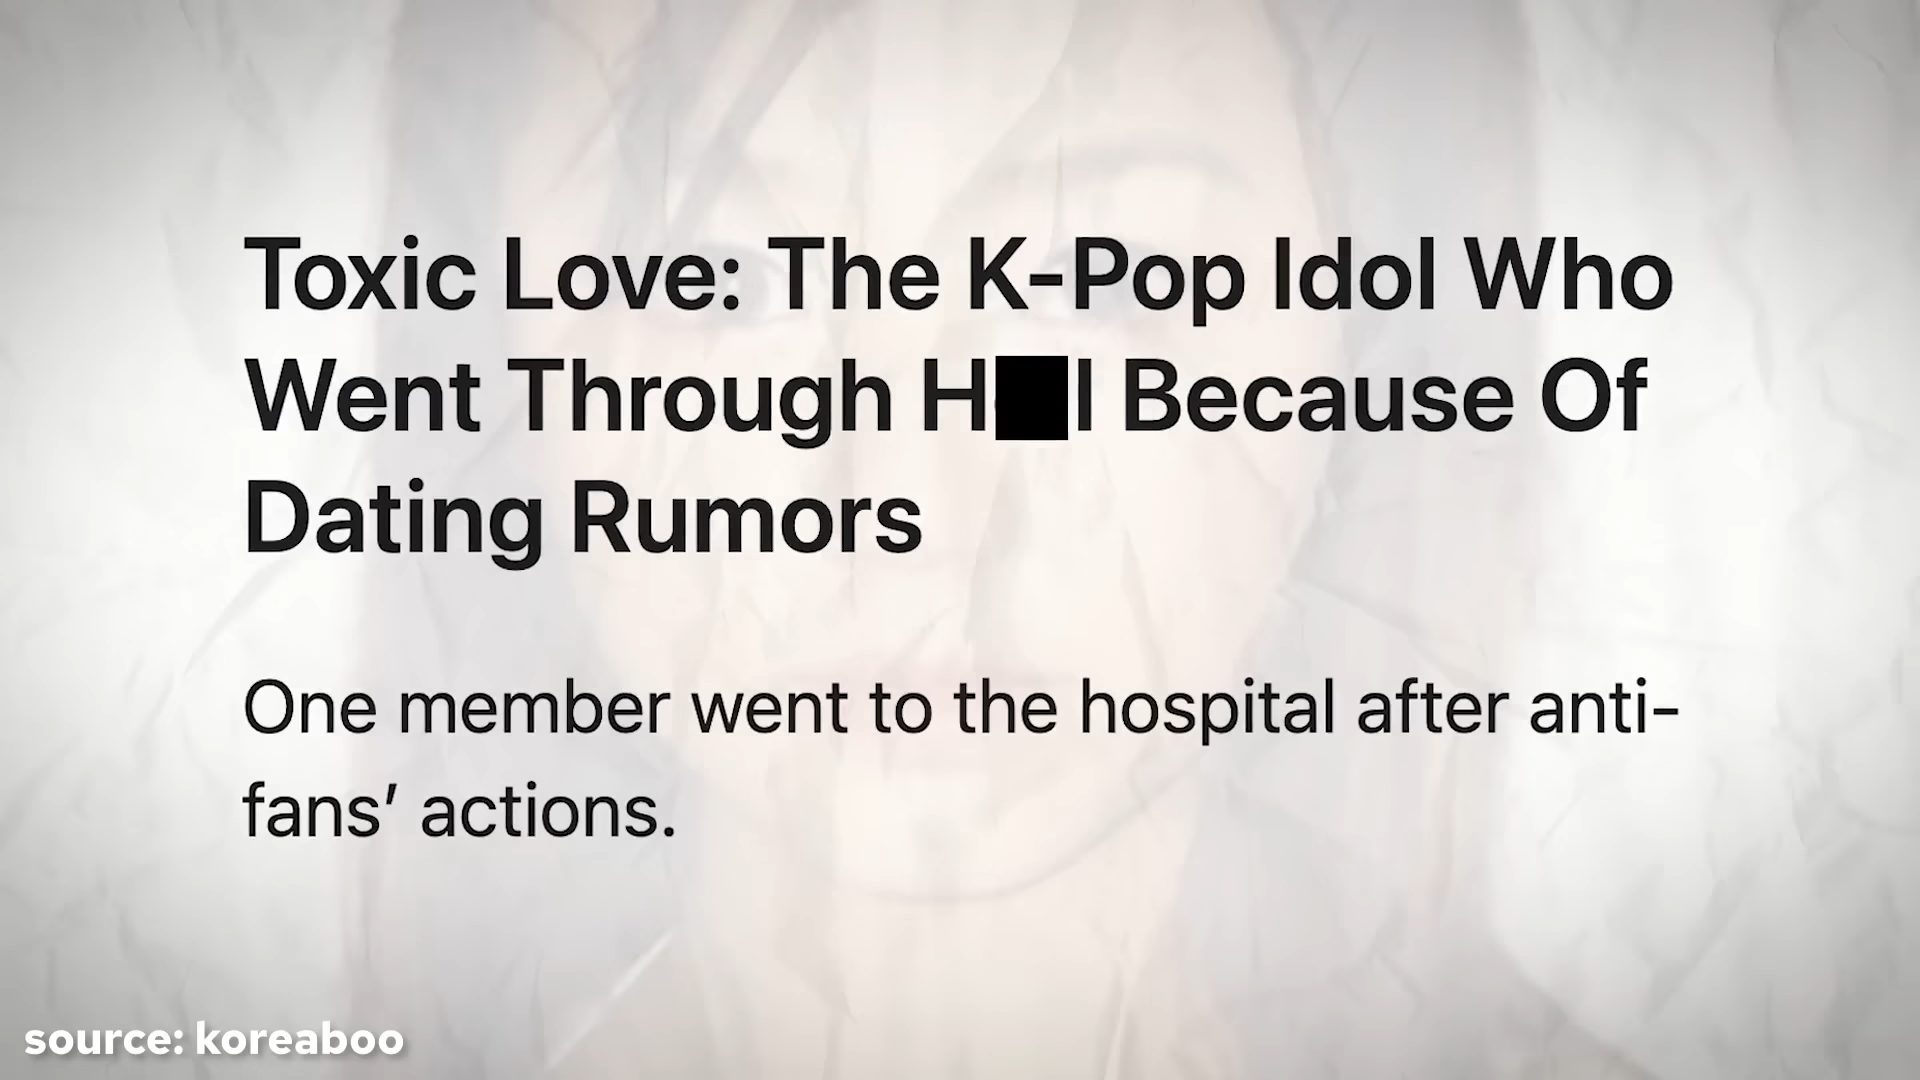 Toxic Love: The K-Pop Idol Who
Went Through H l Because Of
Dating Rumors
One member went to the hospital after anti-
fans’ actions.
source: koreaboo